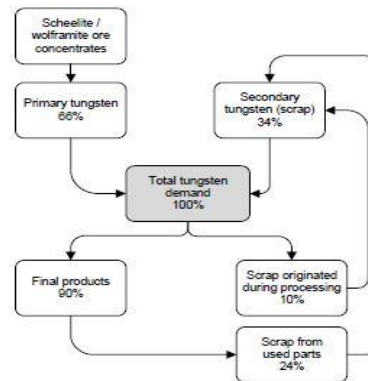 Scheelite /
wolframite ore
concentrates
Primary tungsten
66%
Secondary
tungsten (scrap)
34%
Total tungsten
demand
100%
Final products
90%
Scrap originated
during processing
10%
Scrap from
used parts
24%